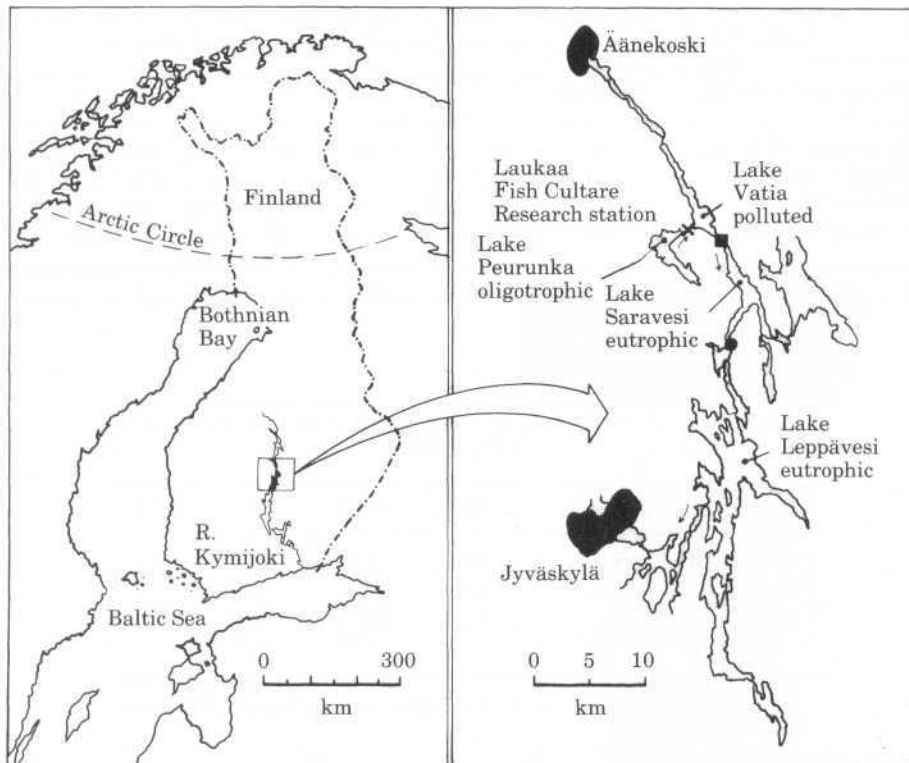 Finland
Arctic Circle
Bothnian
Bay
R.
Kymijoki
Baltic Sea
0 300
km
Äänekoski
Laukaa
Fish Cultare
Research station
Lake
Vatia
polluted
Lake
Peurunka
oligotrophic
Lake
Saravesi
eutrophic
Lake
Leppävesi
eutrophic
Jyväskylä
0 5 10
km